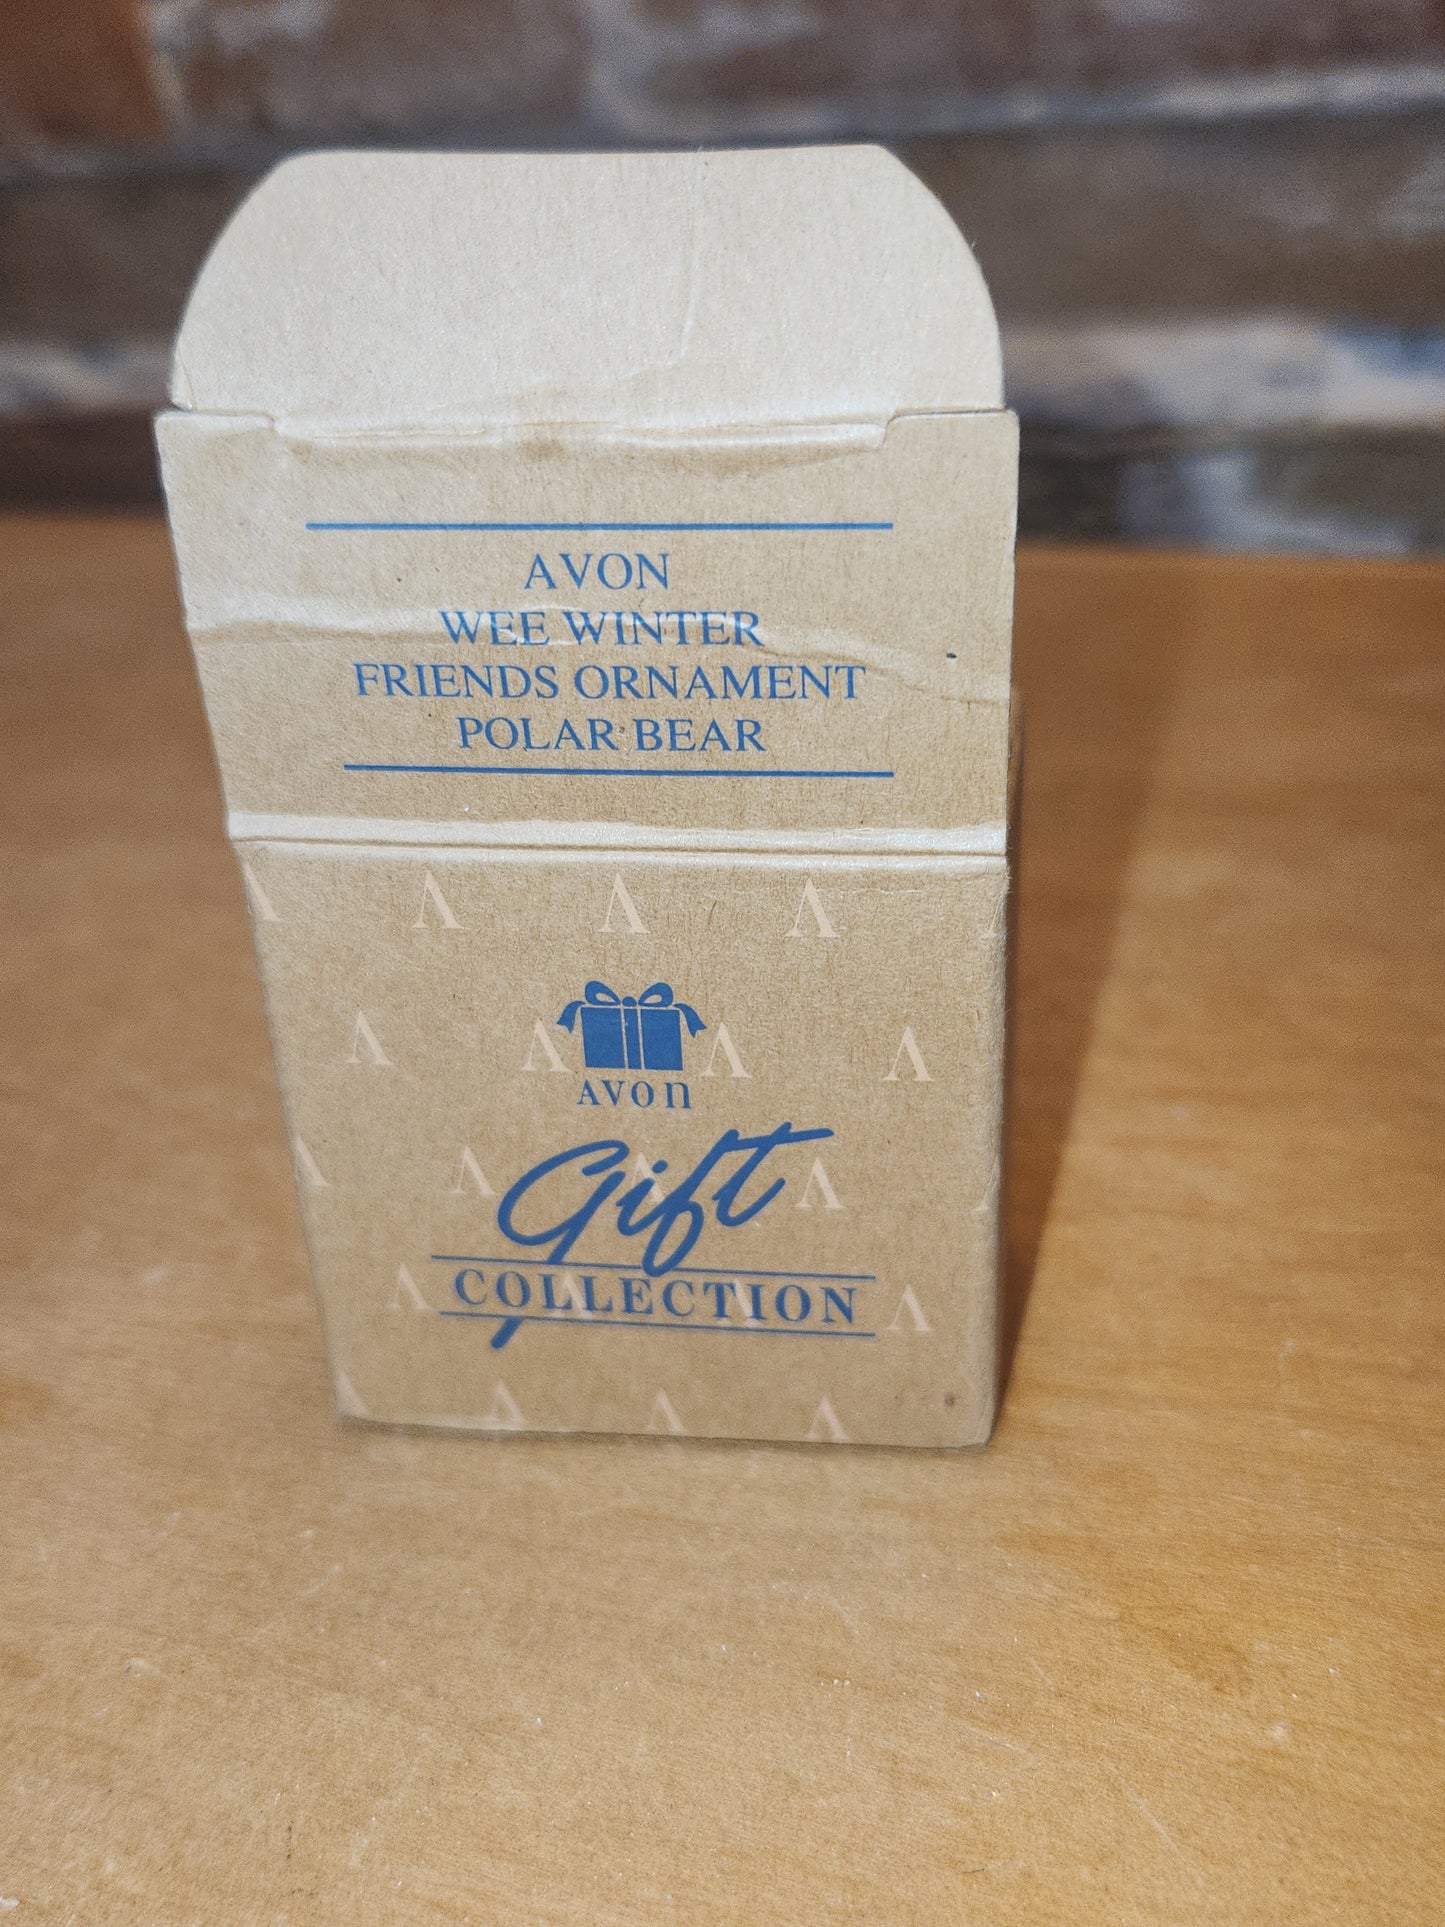 AVON
WEE WINTER
FRIENDS ORNAMENT
POLAR BEAR
AVON
Gift
COLLECTION